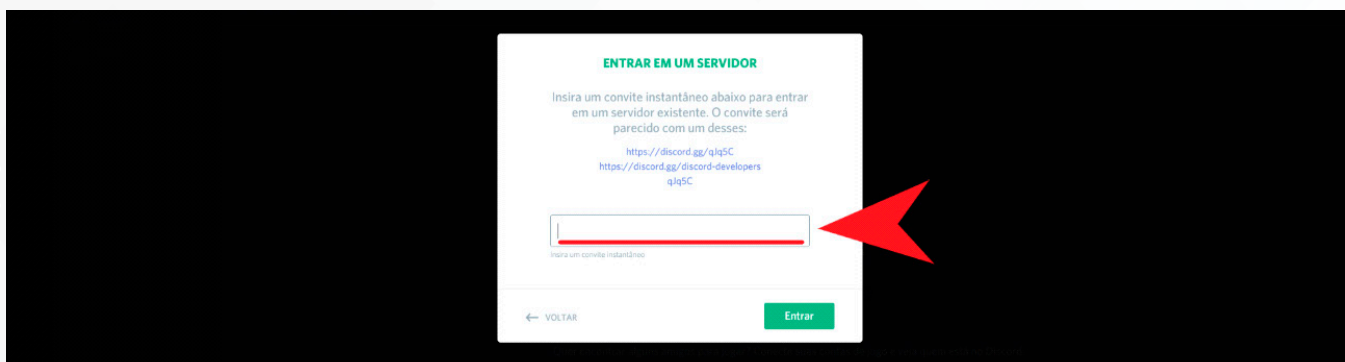 ENTRAR EM UM SERVIDOR
Insira um convite instantâneo abaixo para entrar
em um servidor existente. O convite será
parecido com um desses:
https://discord.gg/qJq5C
https://discord.gg/discord-developers
qJq5C
Insira um convite instantâneo
← VOLTAR
Entrar